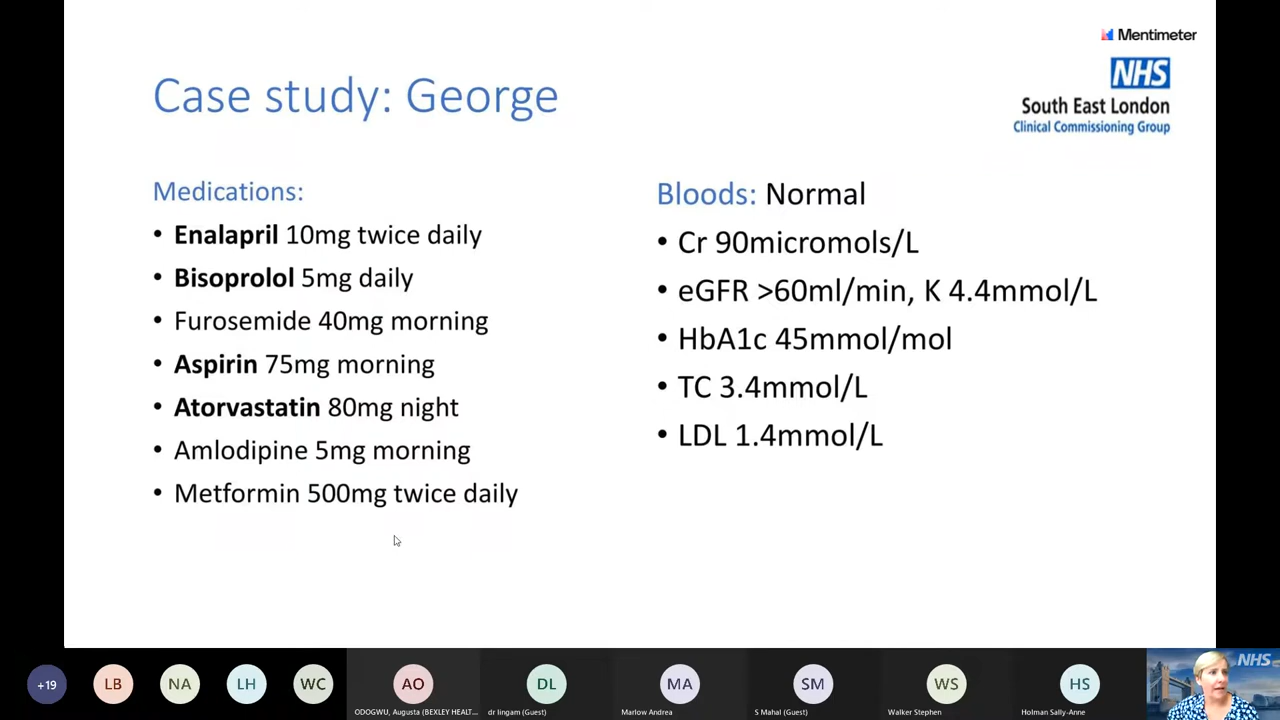 Mentimeter
NHS
South East London
Clinical Commissioning Group
Case study: George
Medications:
• Enalapril 10mg twice daily
• Bisoprolol 5mg daily
• Furosemide 40mg morning
• Aspirin 75mg morning
• Atorvastatin 80mg night
• Amlodipine 5mg morning
• Metformin 500mg twice daily
Bloods: Normal
• Cr 90micromols/L
• eGFR >60ml/min, K 4.4mmol/L
• HbA1c 45mmol/mol
• TC 3.4mmol/L
• LDL 1.4mmol/L
+19
LB
NA
LH
WC
AO
ODOGWU, Augusta (BEXLEY HEALT...
DL
dr lingam (Guest)
MA
Marlow Andrea
SM
S Mahal (Guest)
WS
Walker Stephen
HS
Holman Sally-Anne
NHS